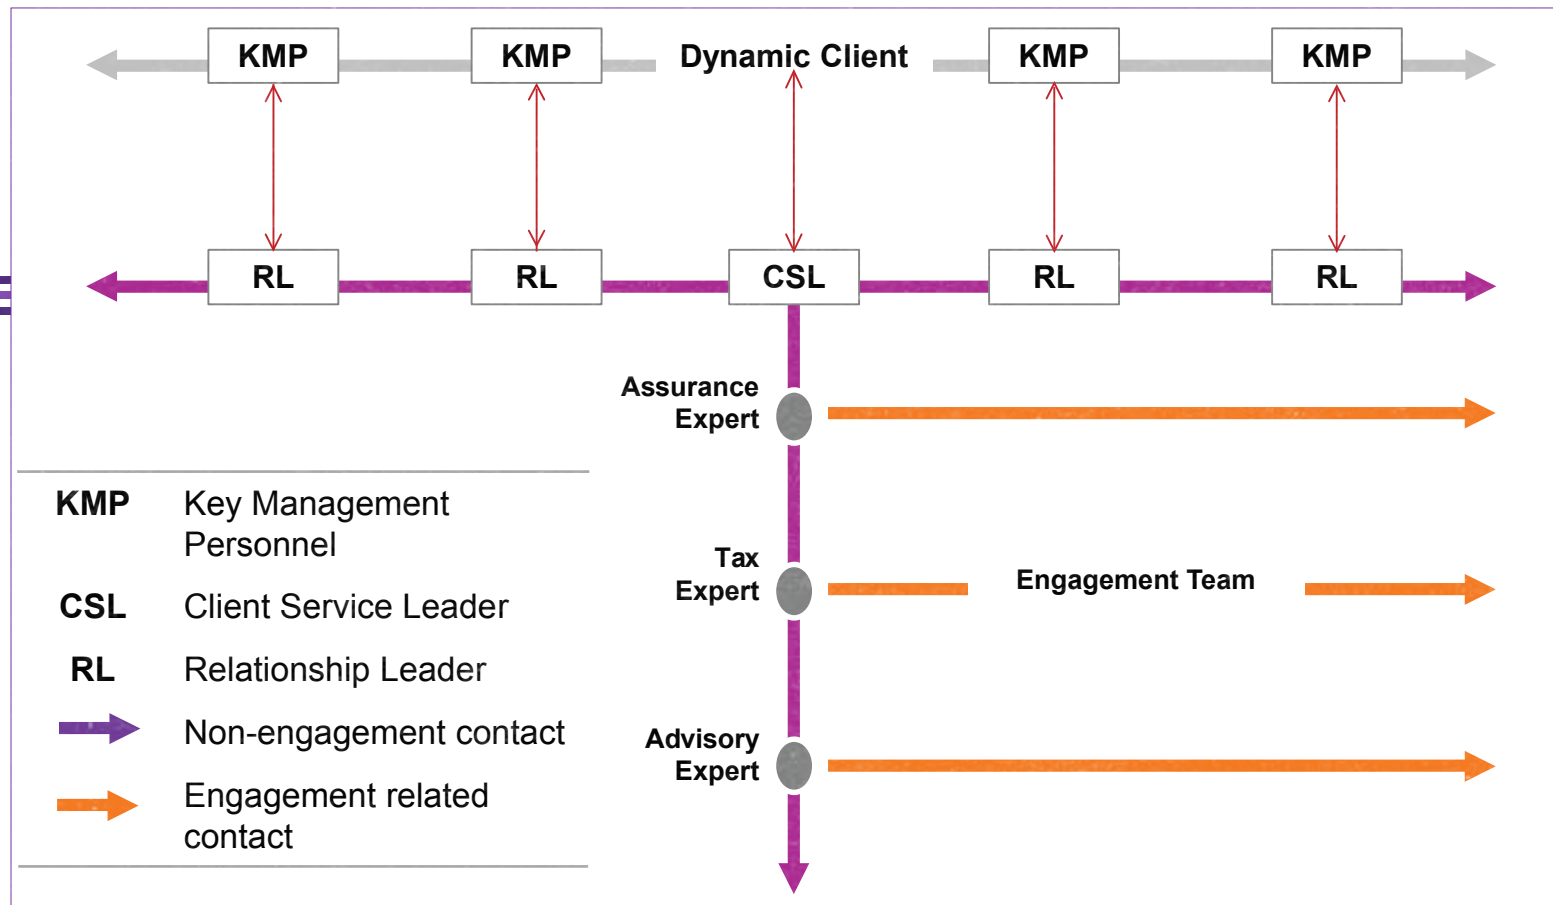 KMP
KMP
Dynamic Client
KMP
KMP
RL
RL
CSL
RL
RL
Assurance
Expert
Tax
Expert
Engagement Team
Advisory
Expert
KMP Key Management
Personnel
CSL Client Service Leader
RL Relationship Leader
Non-engagement contact
Engagement related
contact